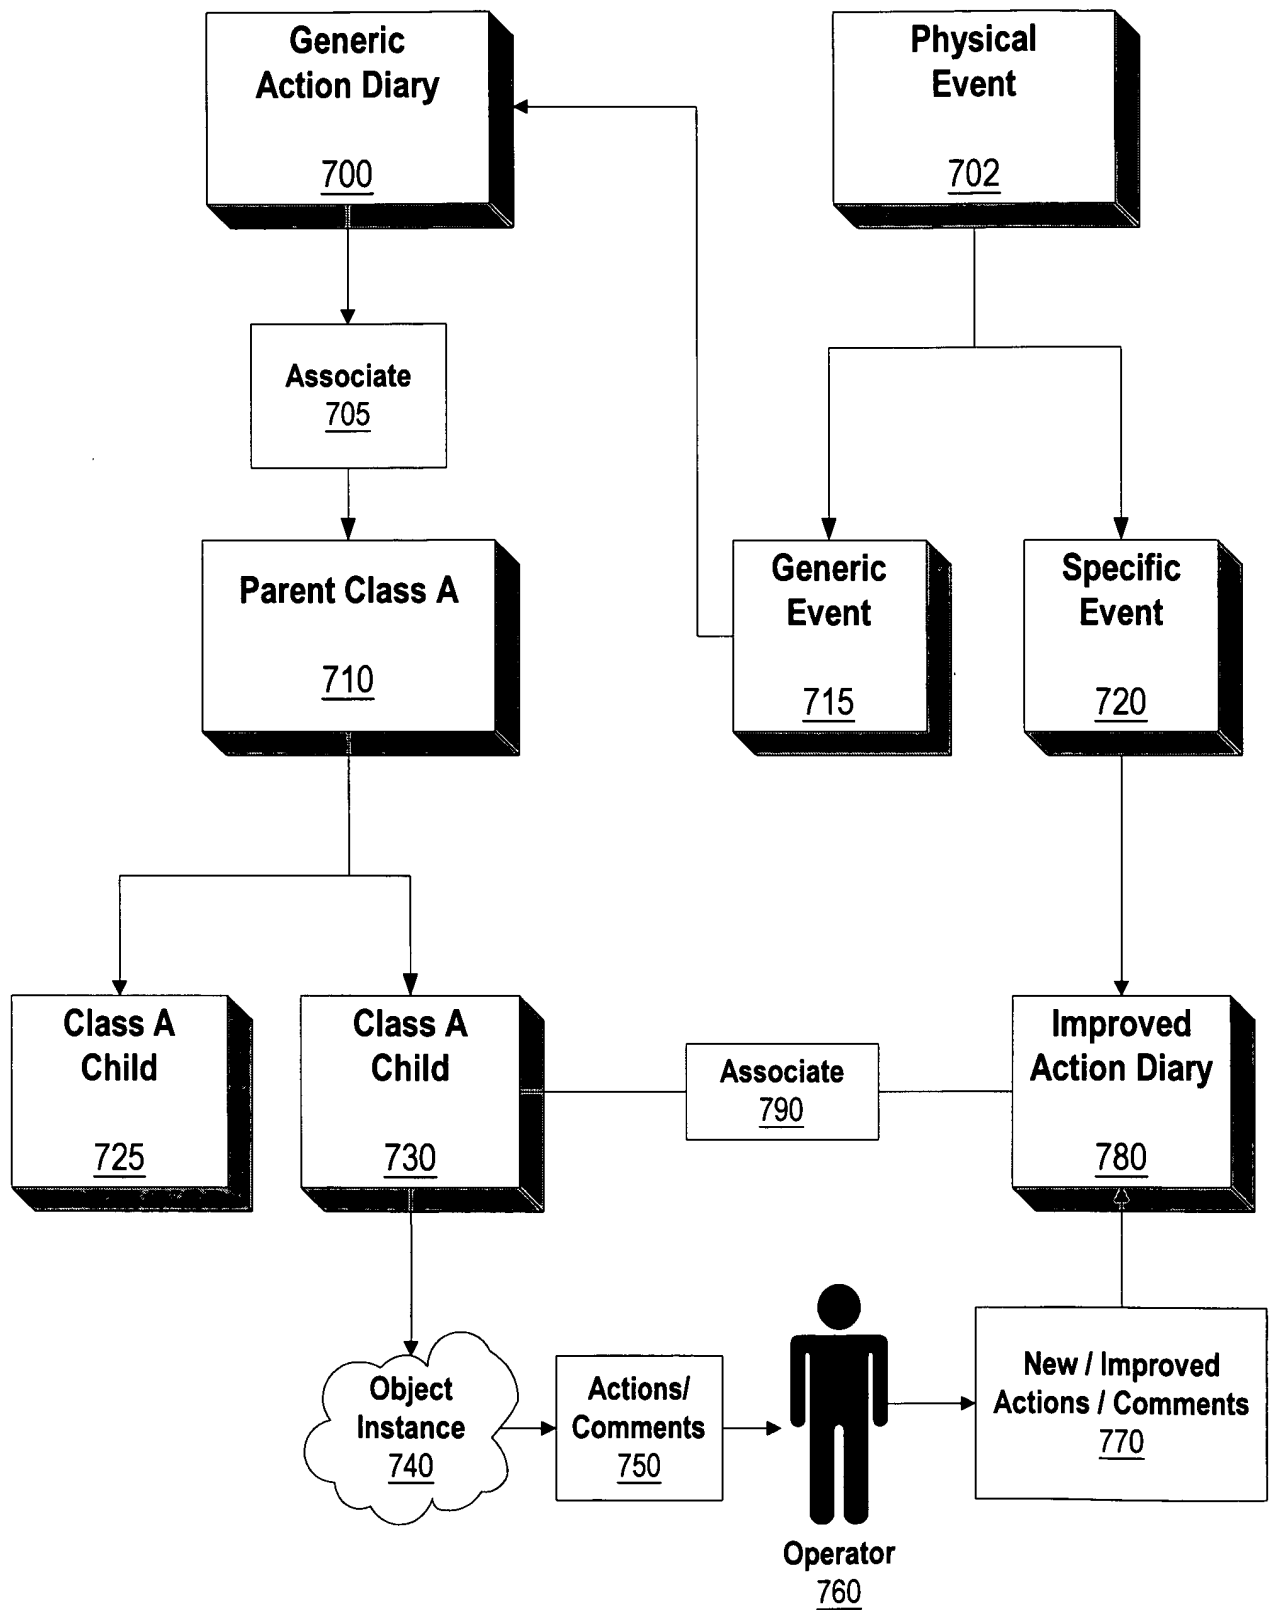 Generic
Action Diary
700
Physical
Event
702
Associate
705
Parent Class A
710
Generic
Event
715
Specific
Event
720
Class A
Child
725
Class A
Child
730
Associate
790
Improved
Action Diary
780
Object
Instance
740
Actions/
Comments
750
Operator
760
New / Improved
Actions / Comments
770